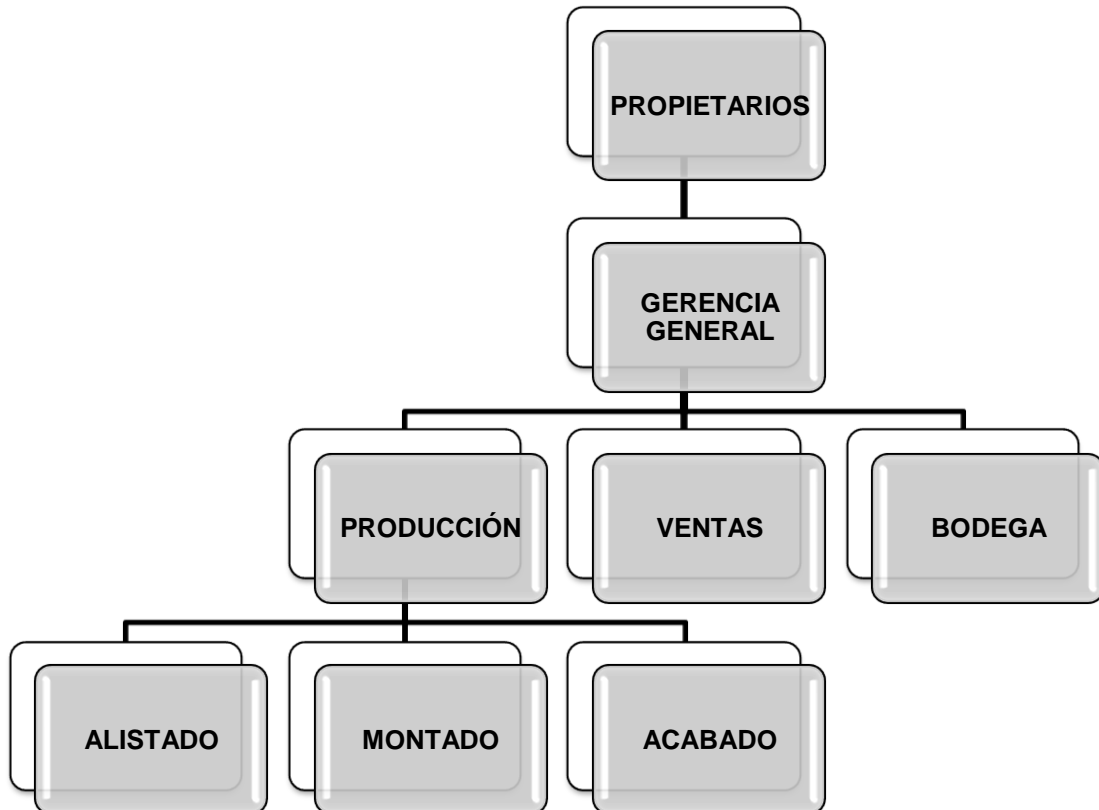 PROPIETARIOS
GERENCIA
GENERAL
PRODUCCIÓN
VENTAS
BODEGA
ALISTADO
MONTADO
ACABADO